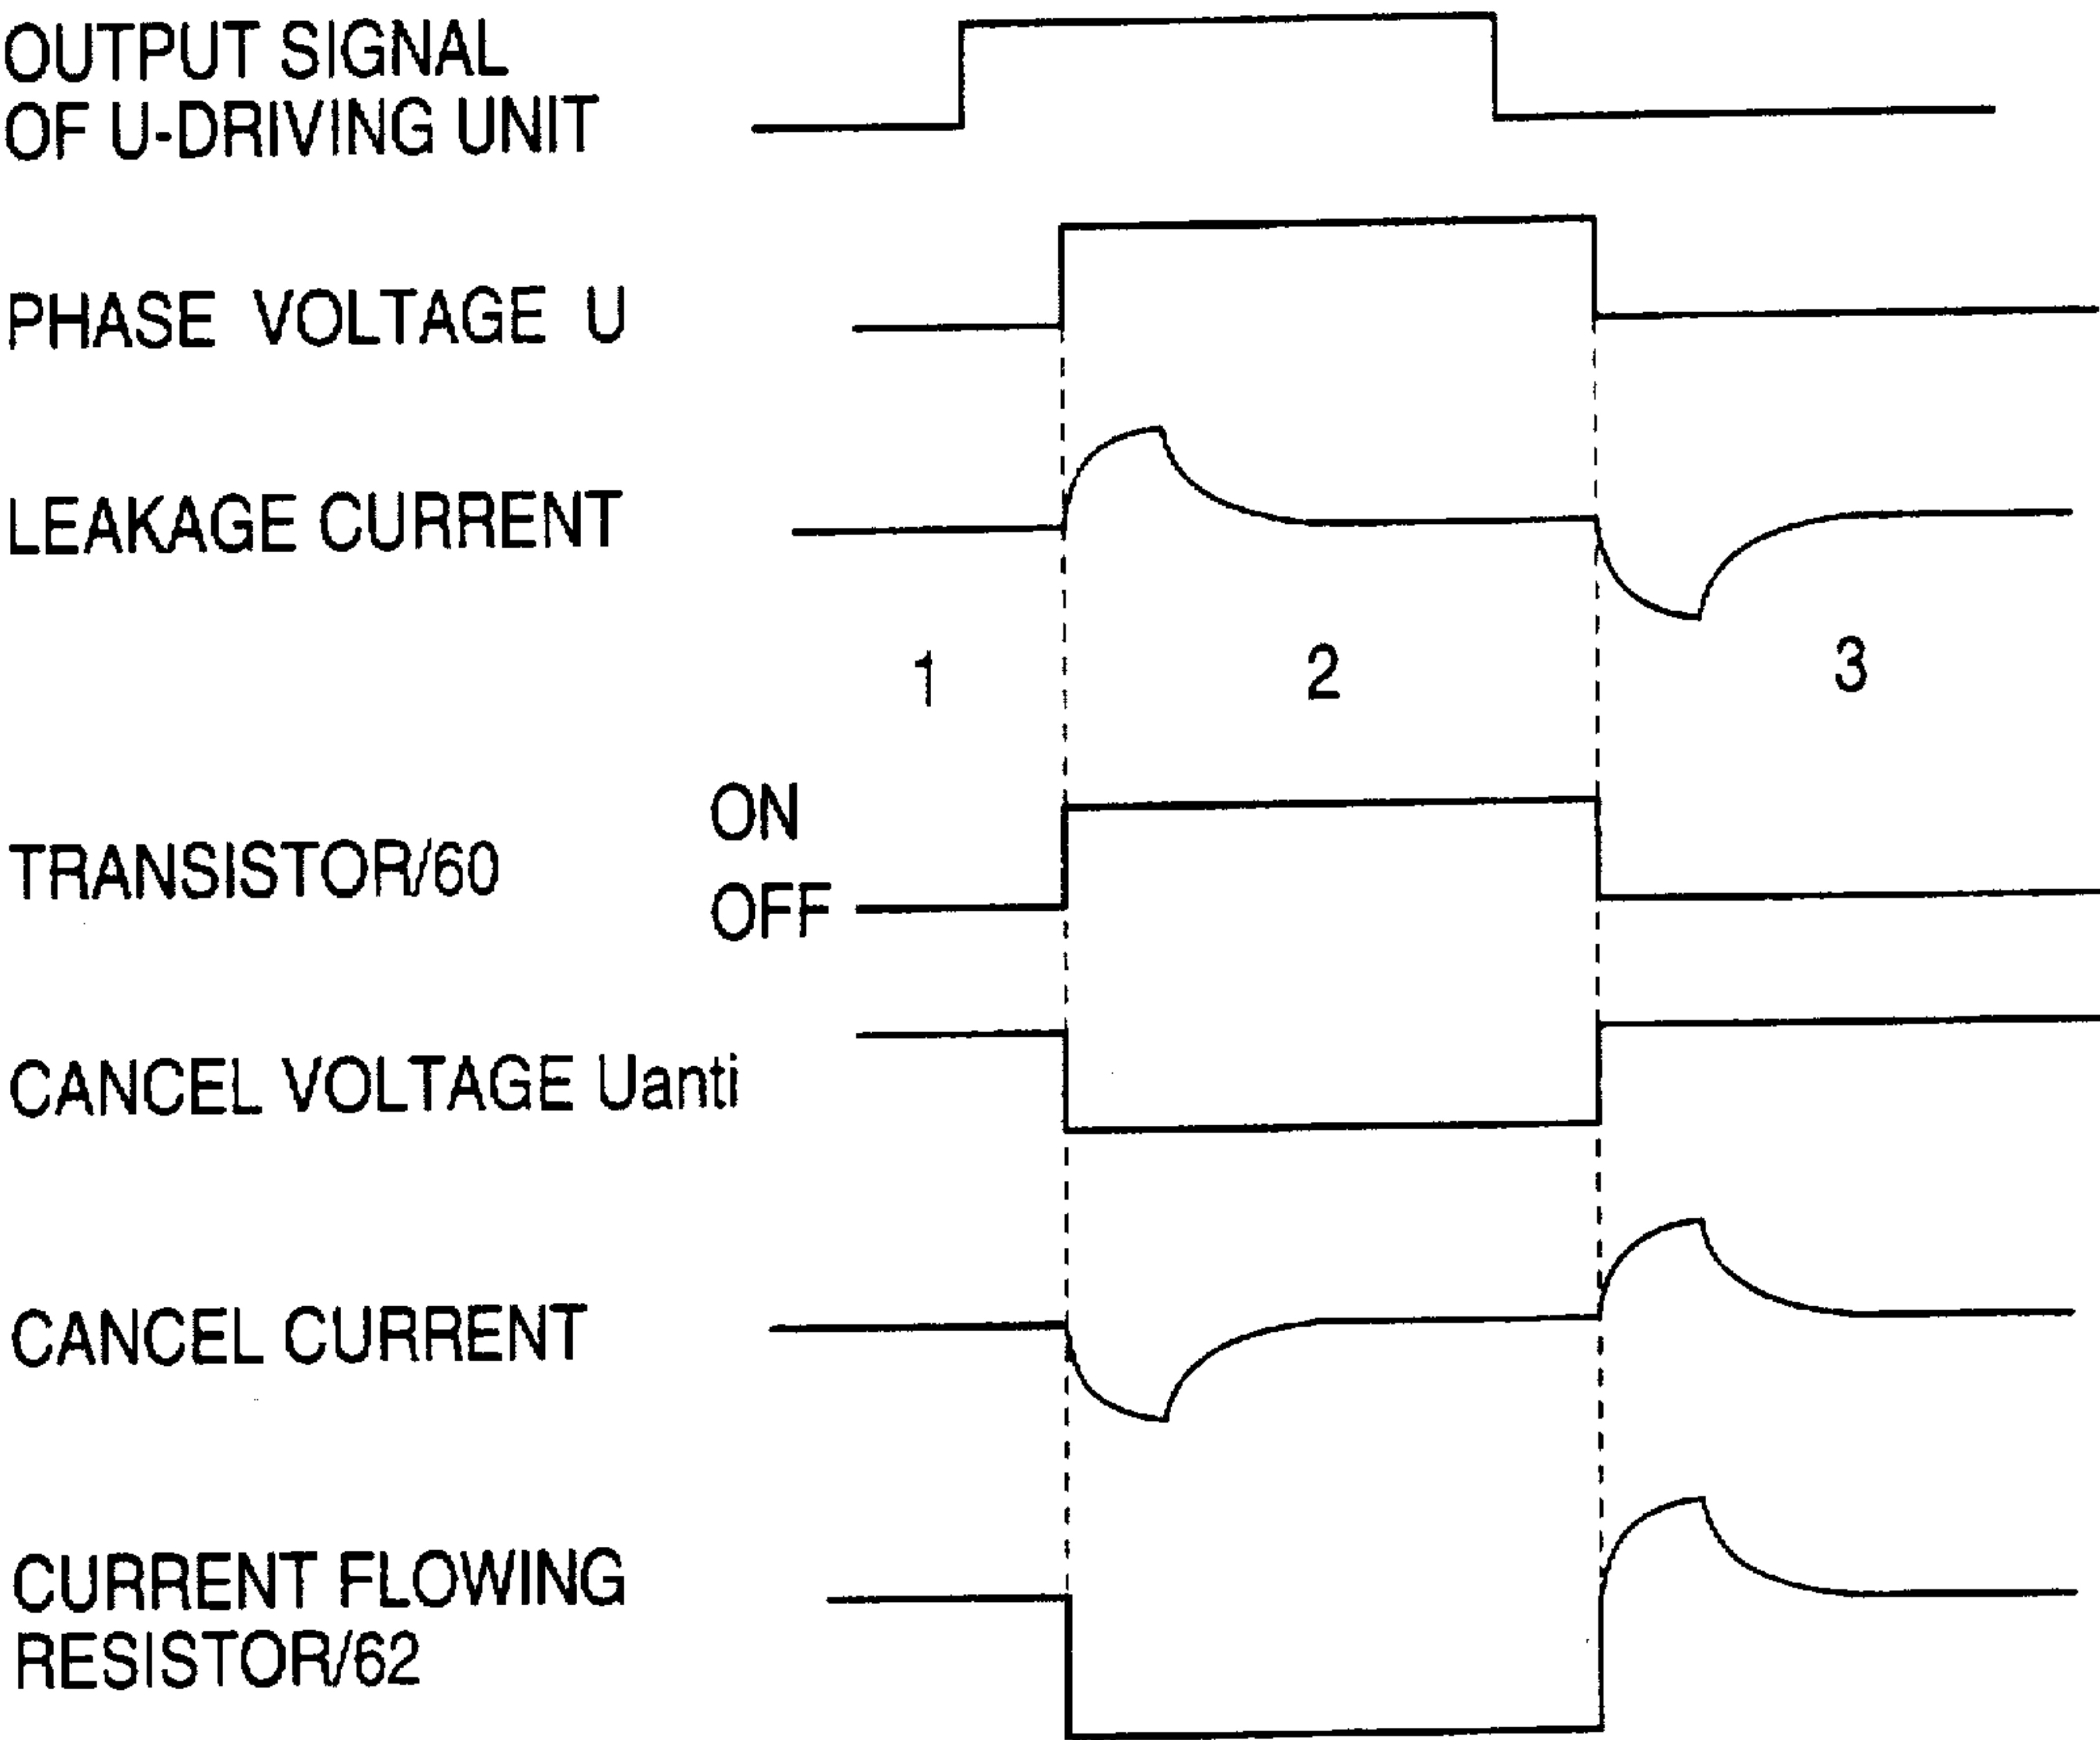 OUTPUT SIGNAL
OF U-DRIVING UNIT
PHASE VOLTAGE U
LEAKAGE CURRENT
1 2 3
ON
TRANSISTOR/60
OFF
CANCEL VOLTAGE Uanti
CANCEL CURRENT
CURRENT FLOWING
RESISTOR/62